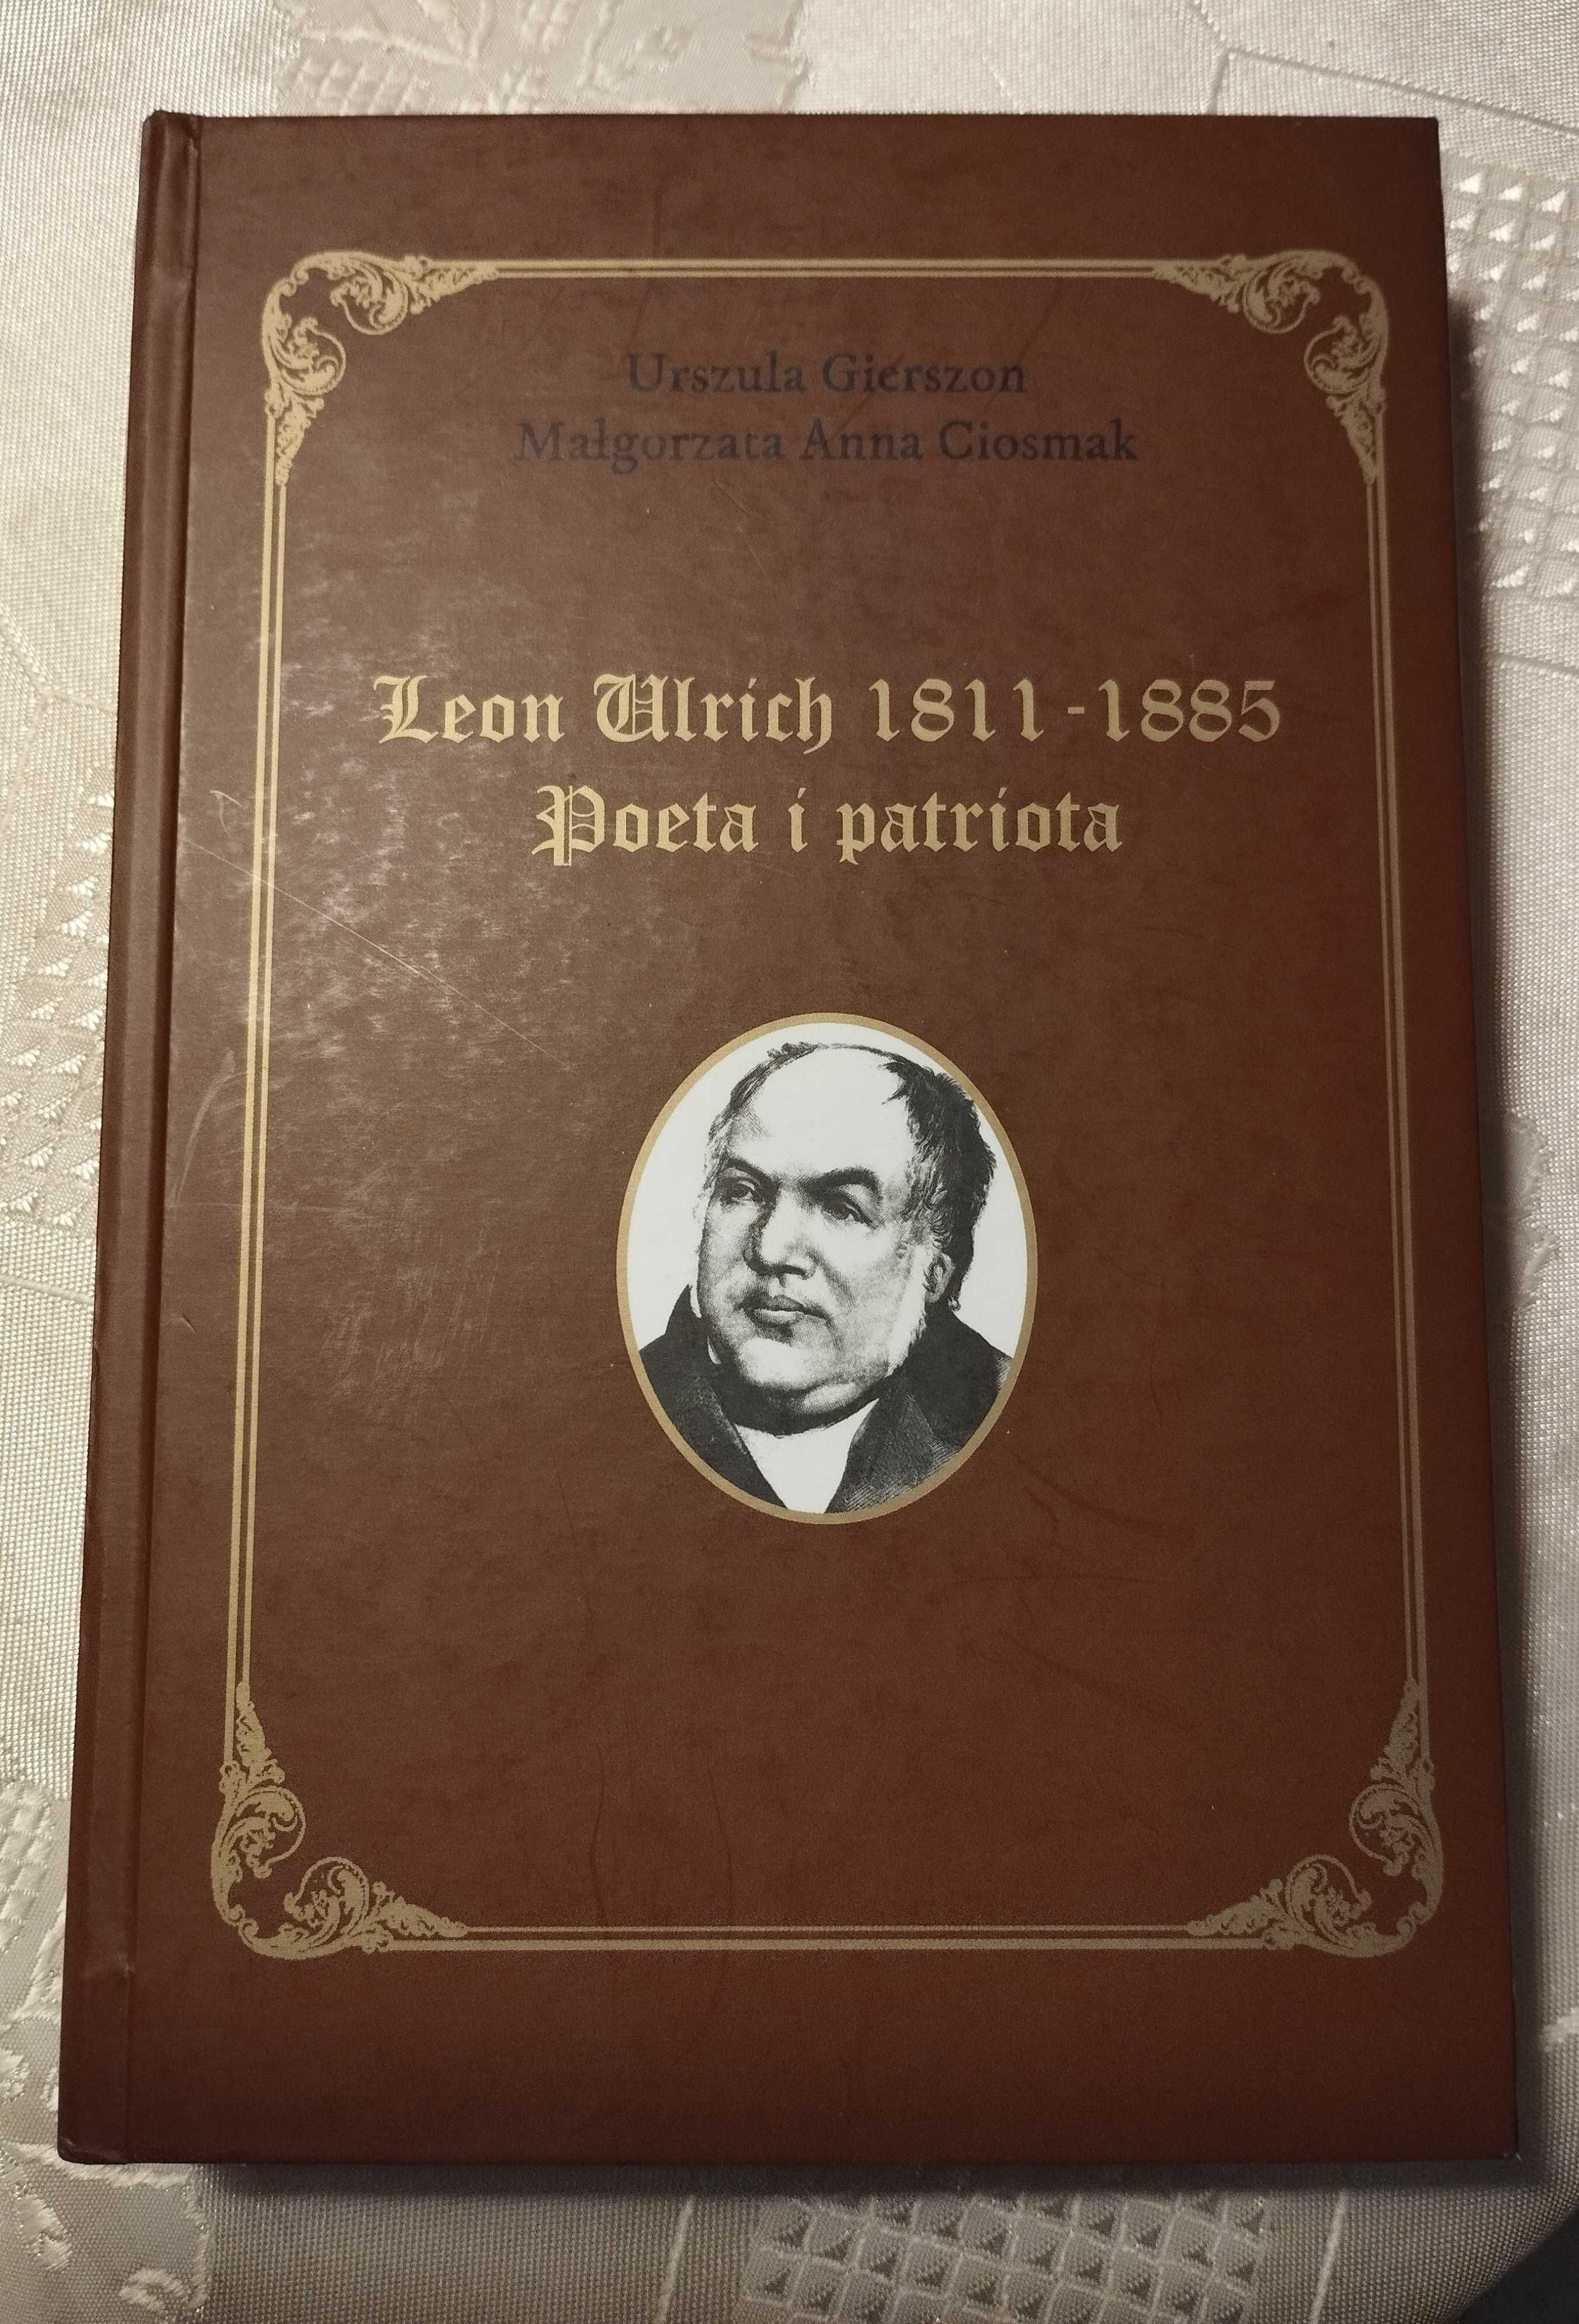 Urszula Gierszon
Małgorzata Anna Ciosmak
Leon Ulrich 1811-1885
Poeta i patriota